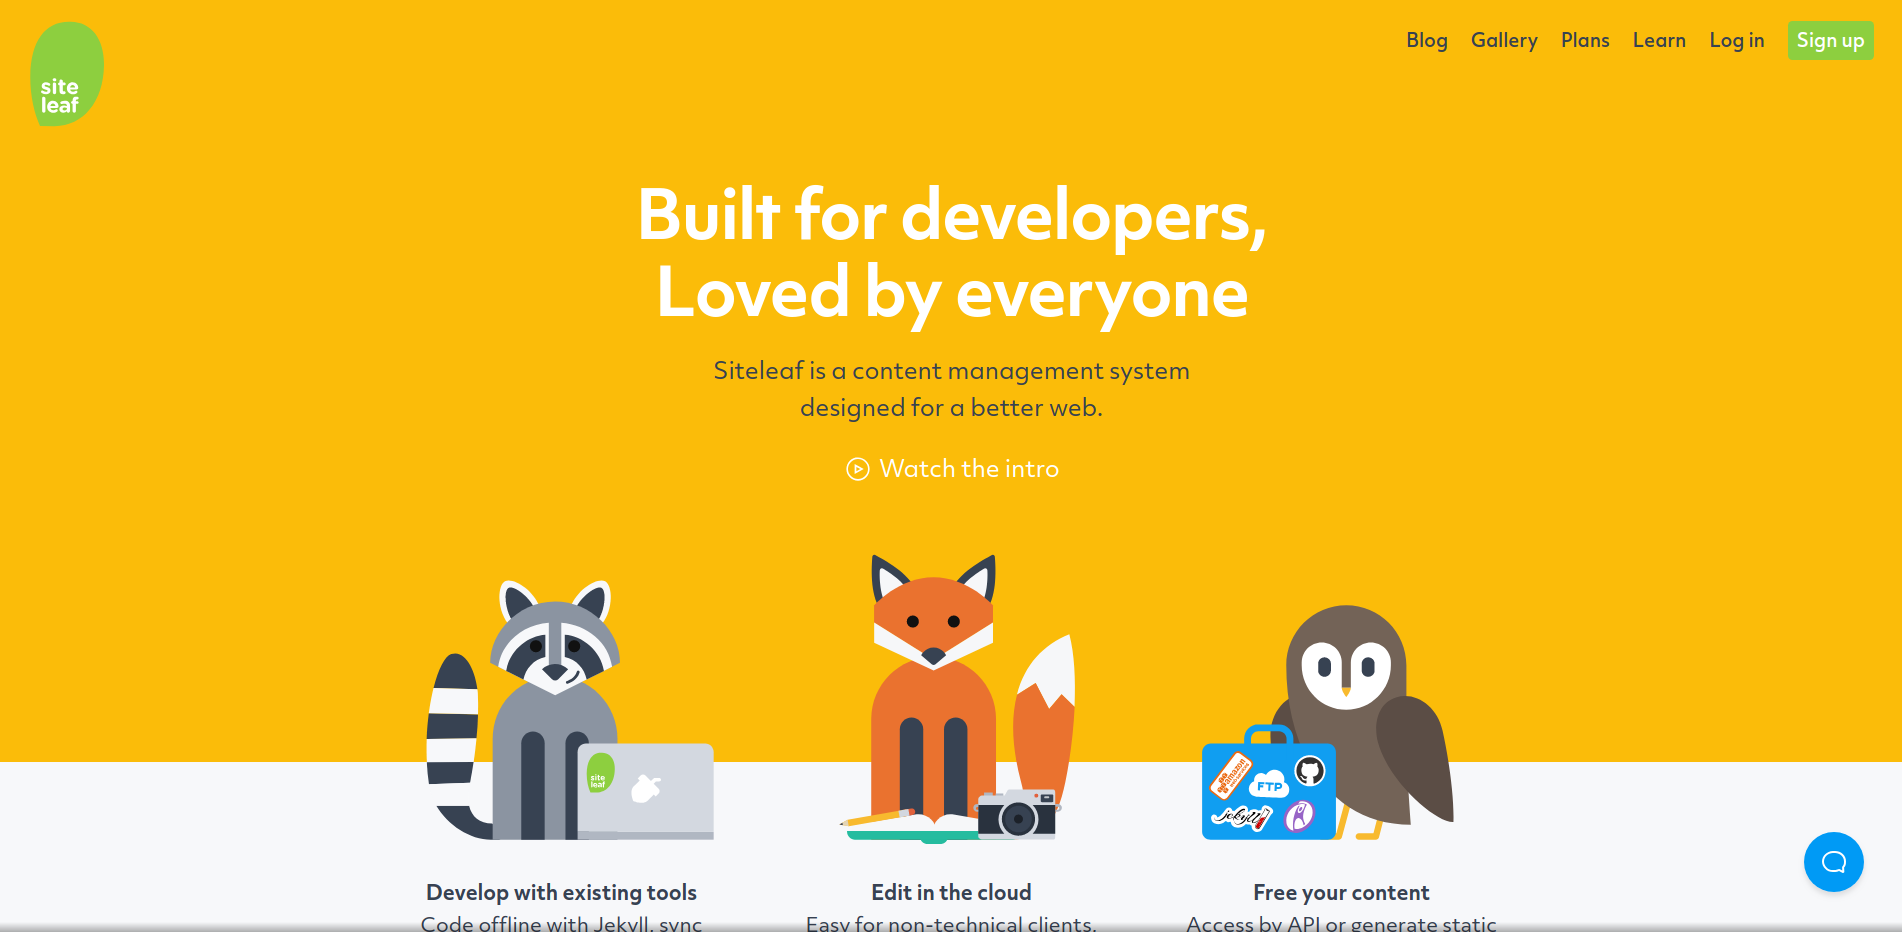 site
leaf
Blog
Gallery
Plans
Learn
Log in
Sign up
Built for developers,
Loved by everyone
Siteleaf is a content management system
designed for a better web.
Watch the intro
site
leaf
amazon
FTP
Jekyll
Develop with existing tools
Code offline with Jekyll, sync
Edit in the cloud
Easy for non-technical clients.
Free your content
Access by API or generate static